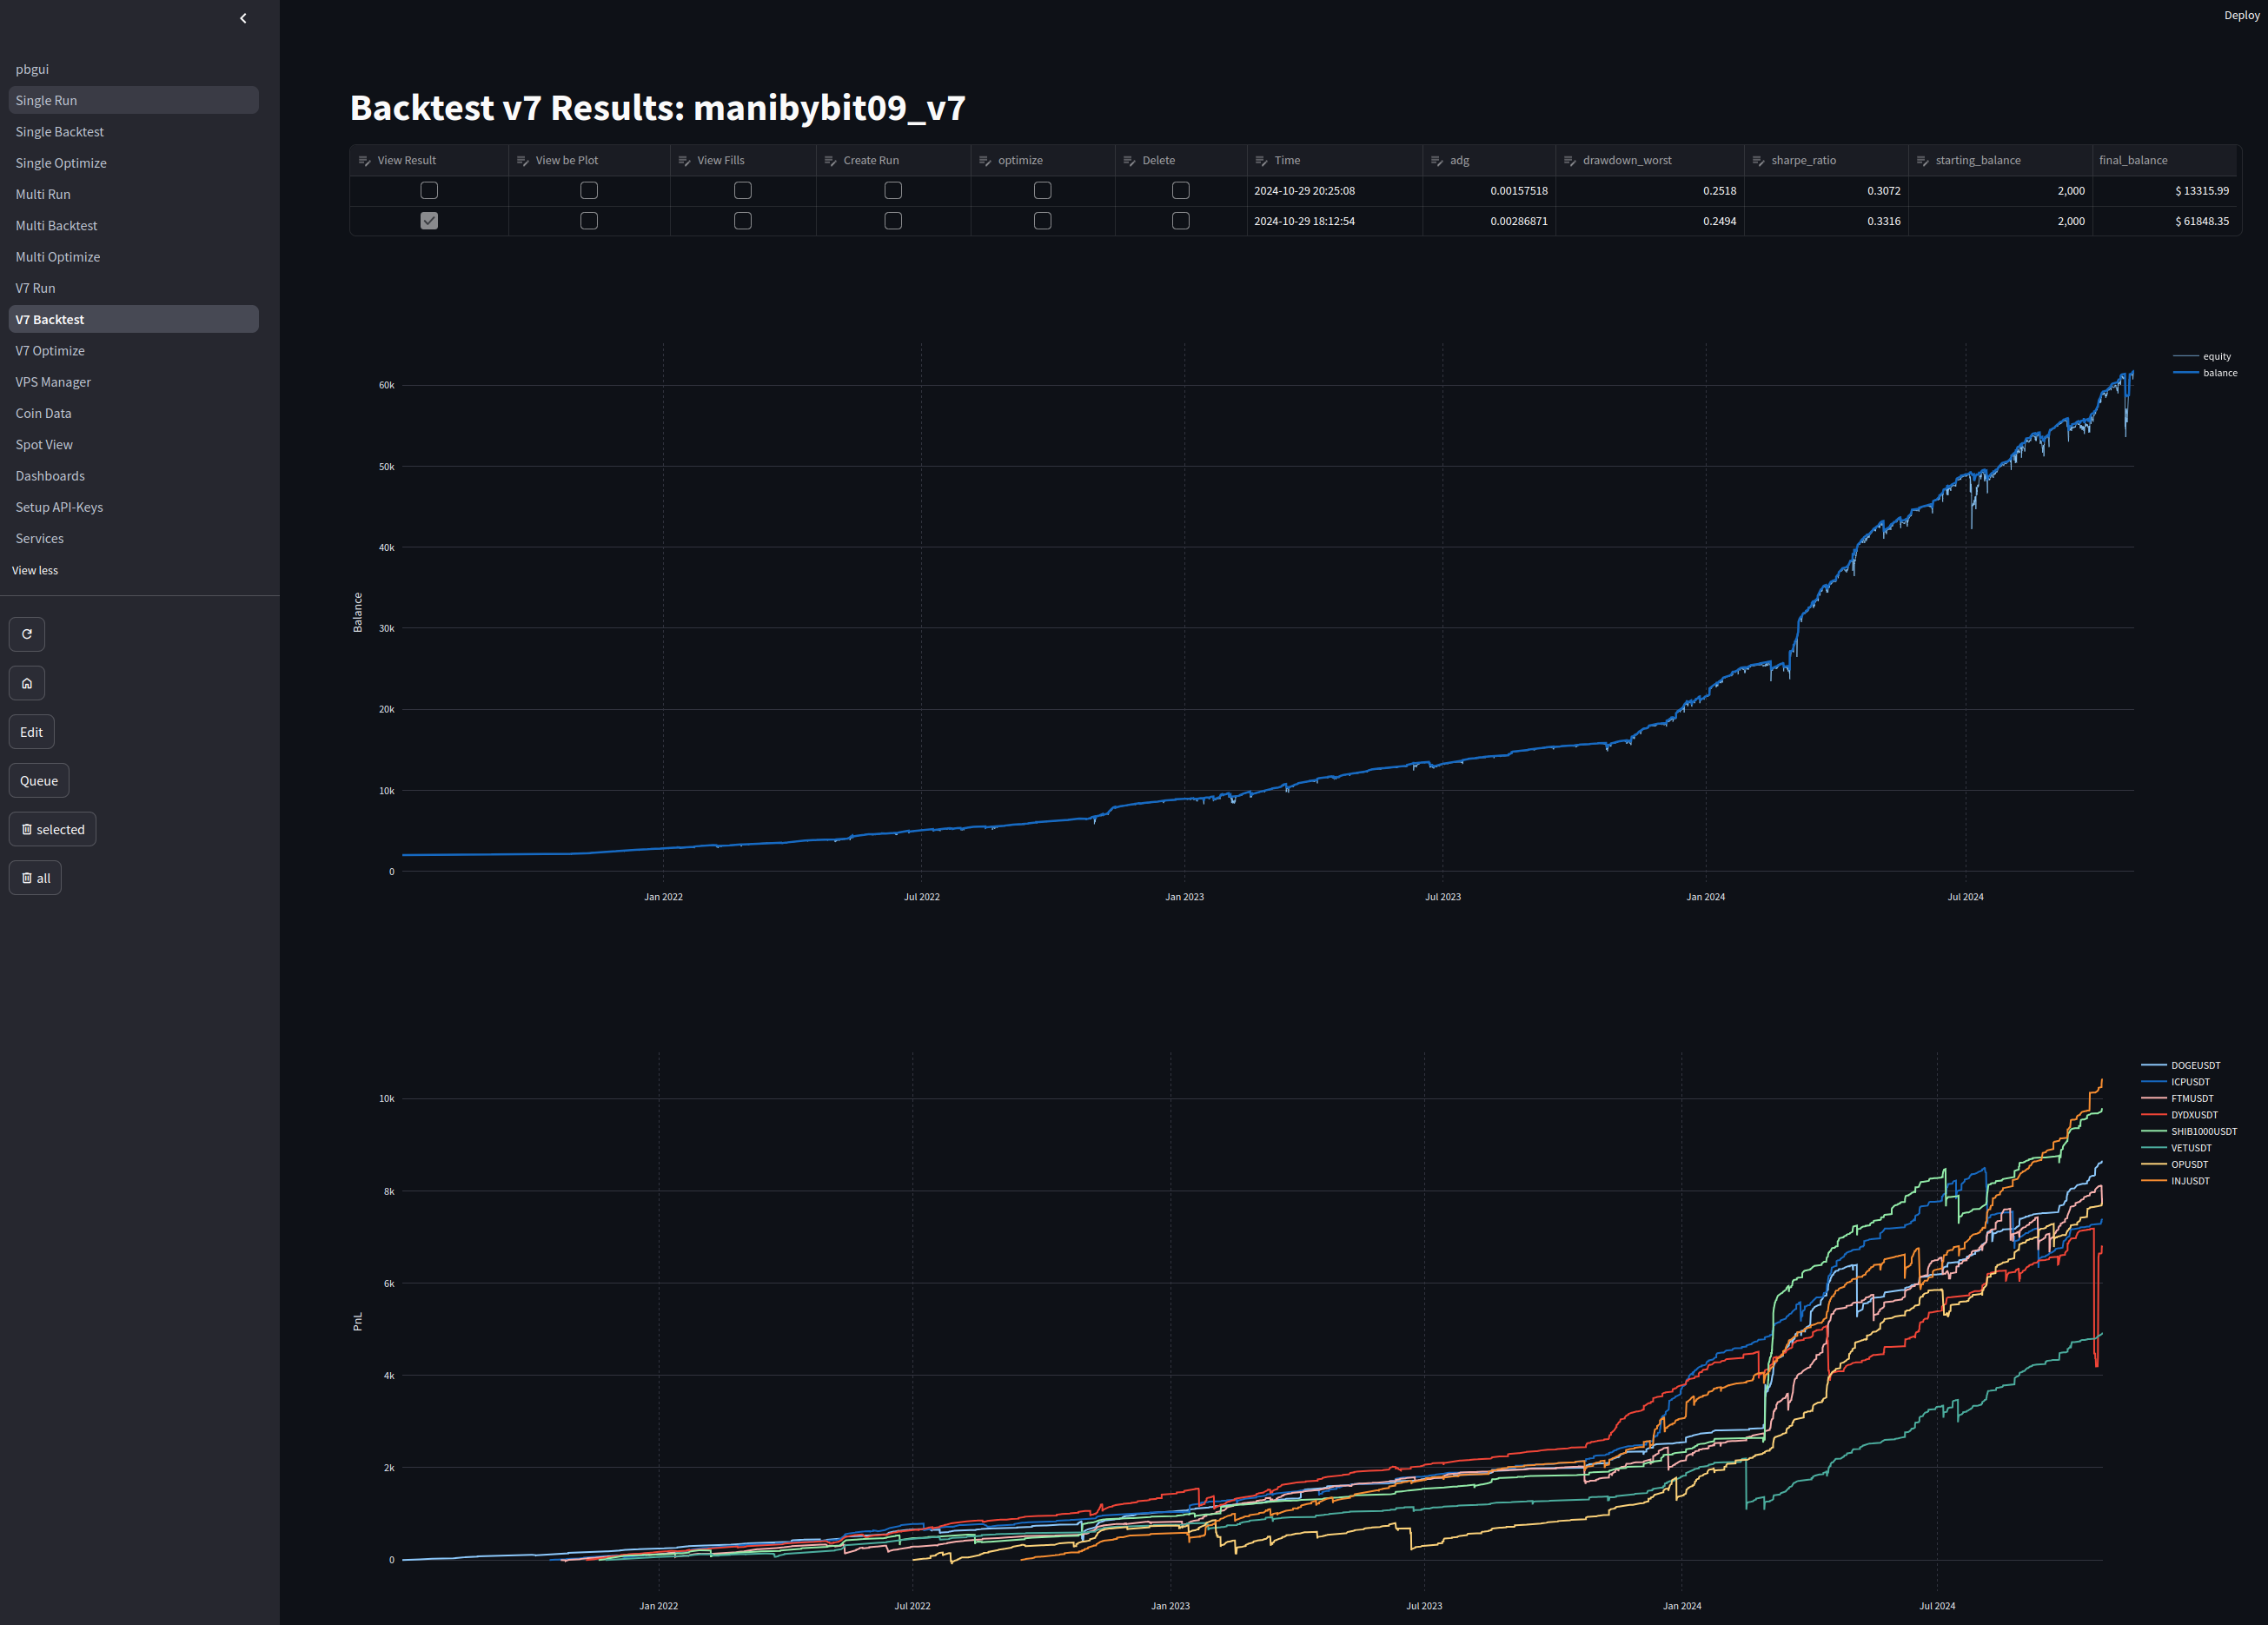 Deploy
pbgui
Single Run
Single Backtest
Single Optimize
Multi Run
Multi Backtest
Multi Optimize
V7 Run
V7 Backtest
V7 Optimize
VPS Manager
Coin Data
Spot View
Dashboards
Setup API-Keys
Services
View less
Edit
Queue
selected
all
Backtest v7 Results: manibybit09_v7
View Result View be Plot View Fills Create Run optimize Delete Time adg drawdown_worst sharpe_ratio starting_balance final_balance
2024-10-29 20:25:08 0.00157518 0.2518 0.3072 2,000 $ 13315.99
2024-10-29 18:12:54 0.00286871 0.2494 0.3316 2,000 $ 61848.35
equity
balance
60k
50k
40k
30k
20k
10k
0
Balance
Jan 2022 Jul 2022 Jan 2023 Jul 2023 Jan 2024 Jul 2024
DOGEUSDT
ICPUSDT
FTMUSDT
DYDXUSDT
SHIB1000USDT
VETUSDT
OPUSDT
INJUSDT
10k
8k
6k
4k
2k
0
PnL
Jan 2022 Jul 2022 Jan 2023 Jul 2023 Jan 2024 Jul 2024